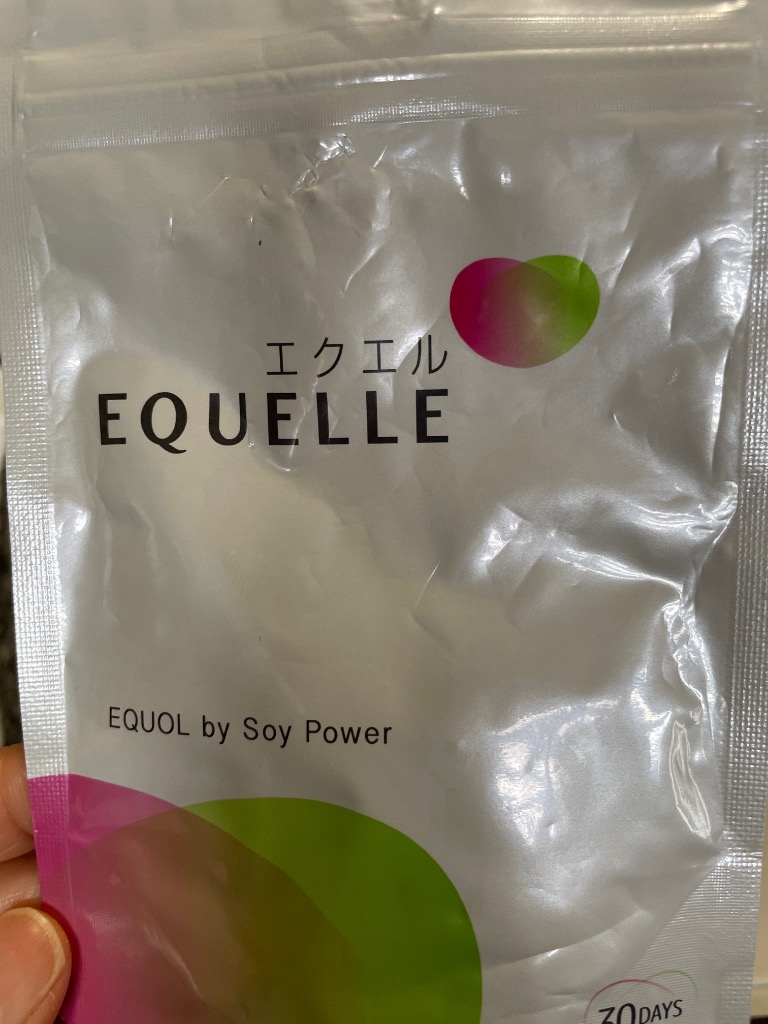 エクエル
EQUELLE
EQUOL by Soy Power
30DAYS